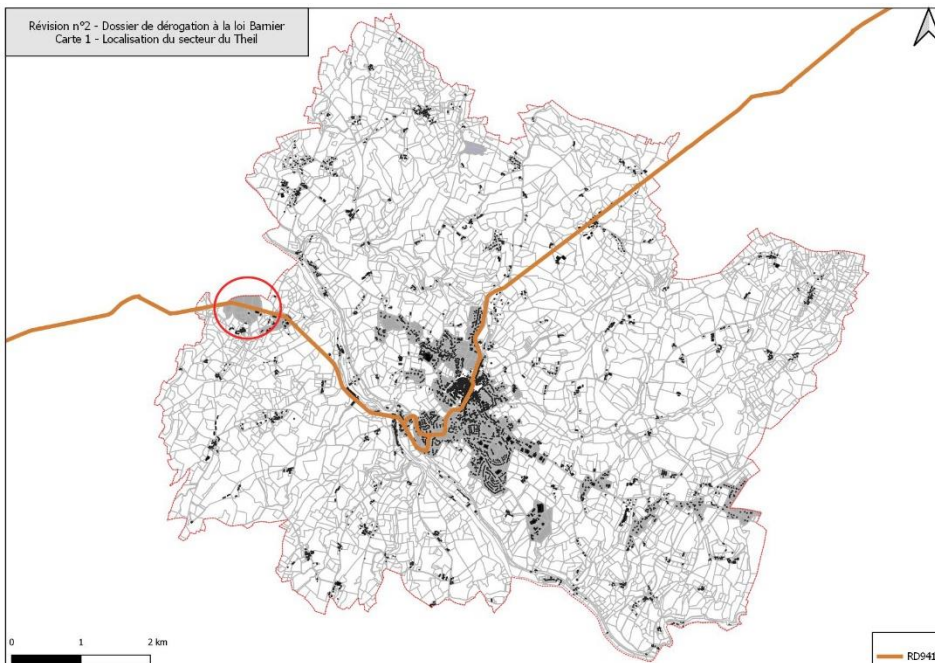 Révision n°2 - Dossier de dérogation à la loi Barnier
Carte 1 - Localisation du secteur du Theil
0 1 2 km
RD941